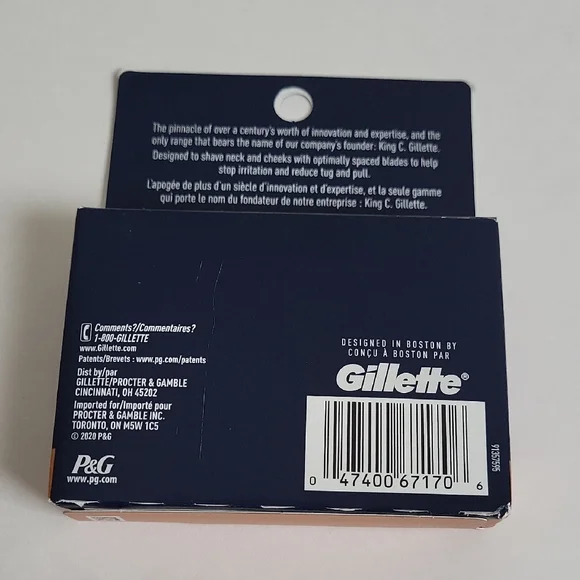 The pinnacle of over a century's worth of innovation and expertise, and the
only range that bears the name of our company's founder: King C. Gillette.
Designed to shave neck and cheeks with optimally spaced blades to help
stop irritation and reduce tug and pull.
L'apogée de plus d'un siècle d'innovation et d'expertise, et la seule gamme
qui porte le nom du fondateur de notre entreprise : King C. Gillette.
Comments?/Commentaires?
1-800-GILLETTE
www.Gillette.com
Patents/Brevets : www.pg.com/patents
Dist by/par
GILLETTE/PROCTER & GAMBLE
CINCINNATI, OH 45202
Imported for/Importé pour
PROCTER & GAMBLE INC.
TORONTO, ON M5W 1C5
© 2020 P&G
P&G
www.pg.com
DESIGNED IN BOSTON BY
CONÇU À BOSTON PAR
Gillette®
0 47400 67170 6
91357595